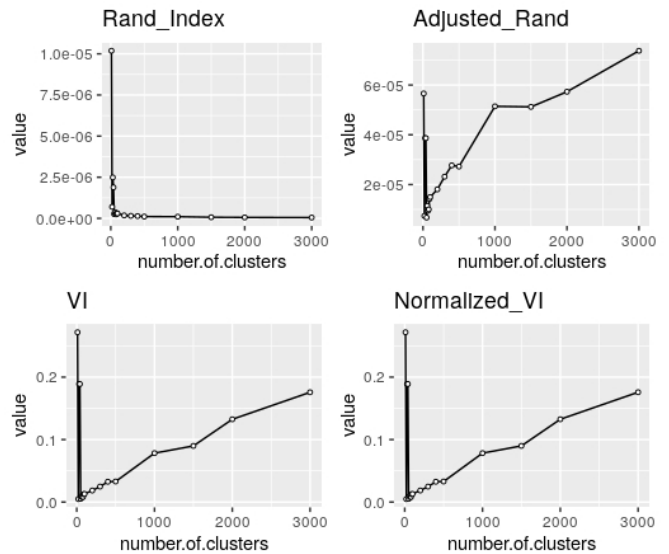 Rand_Index
Adjusted_Rand
1.0e-05
7.5e-06
5.0e-06
2.5e-06
0.0e+00
value
0
1000
2000
3000
number.of.clusters
6e-05
4e-05
2e-05
value
0
1000
2000
3000
number.of.clusters
VI
Normalized_VI
0.2
0.1
0.0
value
0
1000
2000
3000
number.of.clusters
0.2
0.1
0.0
value
0
1000
2000
3000
number.of.clusters